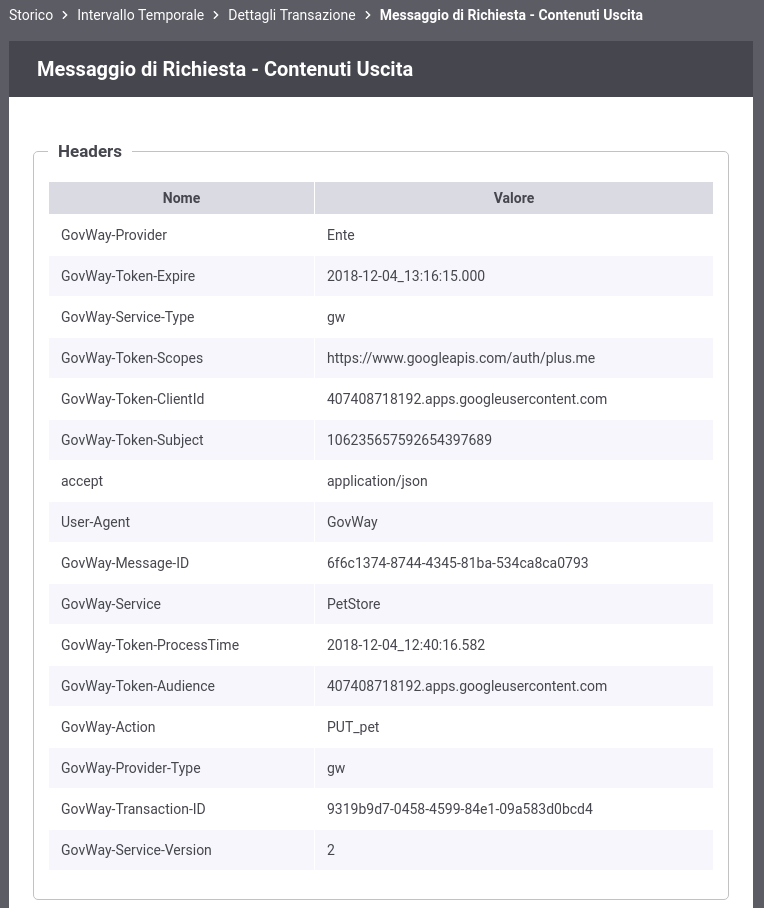 Storico > Intervallo Temporale > Dettagli Transazione > Messaggio di Richiesta - Contenuti Uscita
Messaggio di Richiesta - Contenuti Uscita
Headers
Nome Valore
GovWay-Provider Ente
GovWay-Token-Expire 2018-12-04_13:16:15.000
GovWay-Service-Type gw
GovWay-Token-Scopes https://www.googleapis.com/auth/plus.me
GovWay-Token-ClientId 407408718192.apps.googleusercontent.com
GovWay-Token-Subject 106235657592654397689
accept application/json
User-Agent GovWay
GovWay-Message-ID 6f6c1374-8744-4345-81ba-534ca8ca0793
GovWay-Service PetStore
GovWay-Token-ProcessTime 2018-12-04_12:40:16.582
GovWay-Token-Audience 407408718192.apps.googleusercontent.com
GovWay-Action PUT_pet
GovWay-Provider-Type gw
GovWay-Transaction-ID 9319b9d7-0458-4599-84e1-09a583d0bcd4
GovWay-Service-Version 2